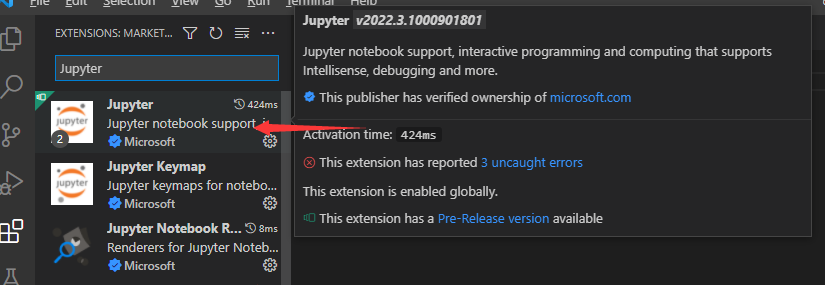 Selection View Go Run Terminal
EXTENSIONS: MARKET...
Jupyter
Jupyter 424ms
Jupyter notebook support,
Microsoft
jupyter
2
Jupyter Keymap
Jupyter keymaps for notebo...
Microsoft
jupyter
Jupyter Notebook R... 8ms
Renderers for Jupyter Noteb...
Microsoft
Jupyter v2022.3.1000901801
Jupyter notebook support, interactive programming and computing that supports
Intellisense, debugging and more.
This publisher has verified ownership of microsoft.com
Activation time: 424ms
This extension has reported 3 uncaught errors
This extension is enabled globally.
This extension has a Pre-Release version available